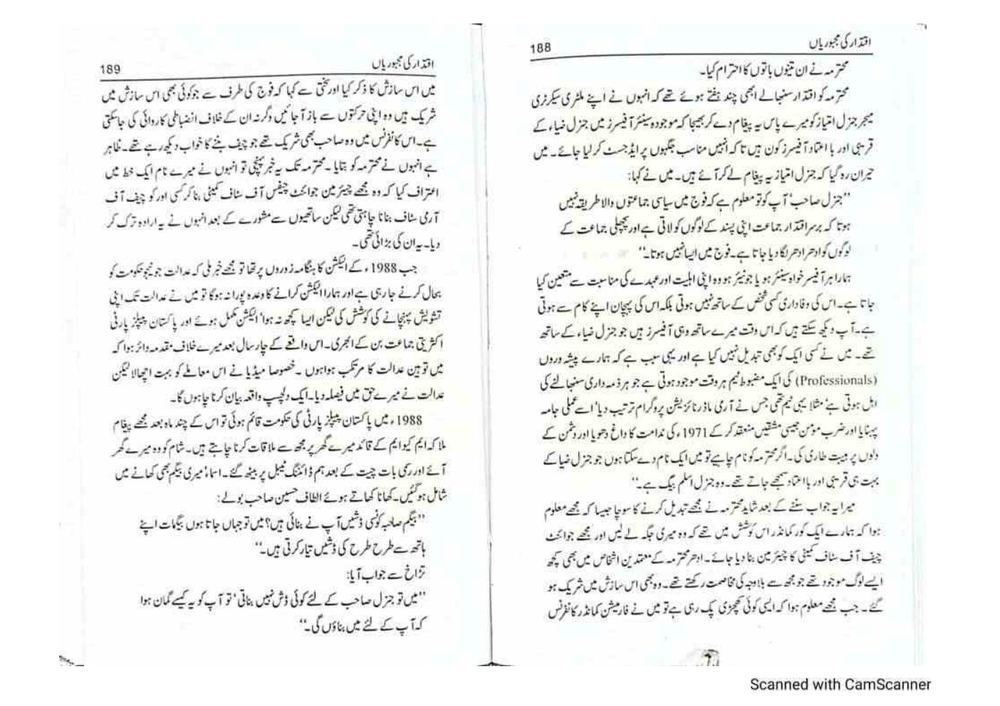 اقتدار کی مجبوریاں
188
محترمہ نے ان تینوں باتوں کا احترام کیا۔
محترمہ کو اقتدار سنبھالے ابھی چند ہفتے ہوئے تھے کہ انہوں نے اپنے ملٹری سیکرٹری
میجر جنرل امتیاز کو میرے پاس یہ پیغام دے کر بھیجا کہ موجودہ سینئر آفیسرز میں جنرل ضیاء کے
قریبی اور با اعتماد آفیسرز کون ہیں تاکہ انہیں مناسب جگہوں پر ایڈجسٹ کر لیا جائے۔ میں
حیران رہ گیا کہ جنرل امتیاز یہ پیغام لے کر آئے ہیں۔ میں نے کہا:
”جنرل صاحب‘ آپ کو تو معلوم ہے کہ فوج میں سیاسی جماعتوں والا طریقہ نہیں
ہوتا کہ برسراقتدار جماعت اپنی پسند کے لوگوں کو لاتی ہے اور پچھلی جماعت کے
لوگوں کو ادھر ادھر لگا دیا جاتا ہے۔ فوج میں ایسا نہیں ہوتا۔“
ہمارا ہر آفیسر خواہ سینئر ہو یا جونیئر ہو وہ اپنی اہلیت اور عہدے کی مناسبت سے متعین کیا
جاتا ہے۔ اس کی وفاداری کسی شخص کے ساتھ نہیں ہوتی بلکہ اس کی پہچان اپنے کام سے ہوتی
ہے۔ آپ دیکھ سکتے ہیں کہ اس وقت میرے ساتھ وہی آفیسرز ہیں جو جنرل ضیاء کے ساتھ
تھے۔ میں نے کسی ایک کو بھی تبدیل نہیں کیا ہے اور یہی سبب ہے کہ ہمارے پیشہ وروں
(Professionals) کی ایک مضبوط ٹیم ہر وقت موجود ہوتی ہے جو ہر ذمہ داری سنبھالنے کی
اہل ہوتی ہے‘ مثلاً یہی ٹیم تھی جس نے آرمی ماڈرنائزیشن پروگرام ترتیب دیا‘ اسے عملی جامہ
پہنایا اور ضرب مومن جیسی مشقیں منعقد کر کے 1971ء کی ندامت کا داغ دھویا اور دشمن کے
دلوں پر ہیبت طاری کی۔ اگر محترمہ کو نام چاہیے تو میں ایک نام دے سکتا ہوں جو جنرل ضیا کے
بہت ہی قریبی اور با اعتماد سمجھے جاتے تھے۔ وہ جنرل اسلم بیگ ہے۔“
میرا یہ جواب سننے کے بعد شاید محترمہ نے مجھے تبدیل کرنے کا سوچا جیسا کہ مجھے معلوم
ہوا کہ ہمارے ایک کور کمانڈر اس کوشش میں تھے کہ وہ میری جگہ لے لیں اور مجھے جوائنٹ
چیف آف سٹاف کمیٹی کا چیئرمین بنا دیا جائے۔ ادھر محترمہ کے معتمدین اشخاص میں بھی کچھ
ایسے لوگ موجود تھے جو مجھ سے بلاوجہ کی مخاصمت رکھتے تھے۔ وہ بھی اس سازش میں شریک ہو
گئے۔ جب مجھے معلوم ہوا کہ ایسی کوئی کھچڑی پک رہی ہے تو میں نے فارمیشن کمانڈر کانفرنس
اقتدار کی مجبوریاں
189
میں اس سازش کا ذکر کیا اور سختی سے کہا کہ فوج کی طرف سے جو کوئی بھی اس سازش میں
شریک ہیں وہ اپنی حرکتوں سے باز آ جائیں وگرنہ ان کے خلاف انضباطی کاروائی کی جا سکتی
ہے۔ اس کانفرنس میں وہ صاحب بھی شریک تھے جو چیف بننے کا خواب دیکھ رہے تھے۔ ظاہر
ہے انہوں نے محترمہ کو بتایا۔ محترمہ تک یہ خبر پہنچی تو انہوں نے میرے نام ایک خط میں
اعتراف کیا کہ وہ مجھے چیئرمین جوائنٹ چیفس آف سٹاف کمیٹی بنا کر کسی اور کو چیف آف
آرمی سٹاف بنانا چاہتی تھی لیکن ساتھیوں سے مشورے کے بعد انہوں نے یہ ارادہ ترک کر
دیا۔ یہ ان کی بڑائی تھی۔
جب 1988ء کے الیکشن کا ہنگامہ زوروں پر تھا تو مجھے خبر ملی کہ عدالت جونیجو حکومت کو
بحال کرنے جا رہی ہے اور ہمارا الیکشن کرانے کا وعدہ پورا نہ ہو گا تو میں نے عدالت تک اپنی
تشویش پہنچانے کی کوشش کی لیکن ایسا کچھ نہ ہوا‘ الیکشن مکمل ہوئے اور پاکستان پیپلز پارٹی
اکثریتی جماعت بن کے ابھری۔ اس واقعے کے چار سال بعد میرے خلاف مقدمہ دائر ہوا کہ
میں توہین عدالت کا مرتکب ہوا ہوں۔ خصوصا میڈیا نے اس معاملے کو بہت اچھالا لیکن
عدالت نے میرے حق میں فیصلہ دیا۔ ایک دلچسپ واقعہ بیان کرنا چاہوں گا۔
1988ء میں پاکستان پیپلز پارٹی کی حکومت قائم ہوئی تو اس کے چند ماہ بعد مجھے پیغام
ملا کہ ایم کیو ایم کے قائد میرے گھر پر مجھ سے ملاقات کرنا چاہتے ہیں۔ شام کو وہ میرے گھر
آئے اور رسمی بات چیت کے بعد ہم ڈائننگ ٹیبل پر بیٹھ گئے۔ اسماء‘ میری بیگم بھی کھانے میں
شامل ہو گئیں۔ کھانا کھاتے ہوئے الطاف حسین صاحب بولے:
”بیگم صاحبہ کونسی ڈشیں آپ نے بنائی ہیں؟ میں تو جہاں جاتا ہوں بیگمات اپنے
ہاتھ سے طرح طرح کی ڈشیں تیار کرتی ہیں۔“
تڑاخ سے جواب آیا:
”میں تو جنرل صاحب کے لئے کوئی ڈش نہیں بناتی‘ تو آپ کو یہ کیسے گمان ہوا
کہ آپ کے لئے میں بناؤں گی۔“
Scanned with CamScanner